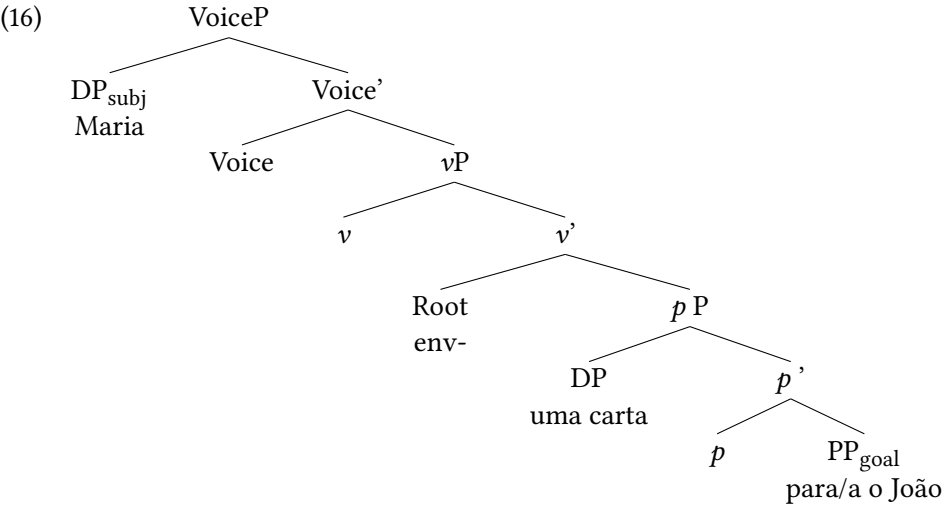 (16) VoiceP
DPsubj Voice’
Maria
Voice vP
v v’
Root p P
env-
DP p ’
uma carta
p PPgoal
para/a o João